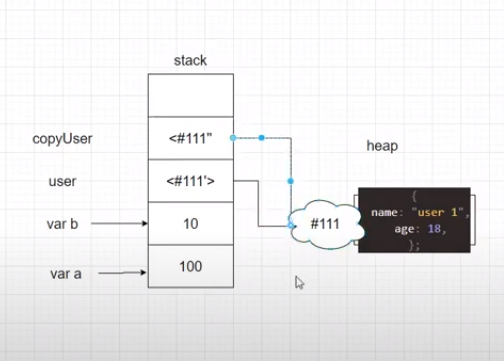 stack
copyUser
<#111"
heap
user
<#111'>
var b
10
#111
{
name: "user 1",
age: 18,
};
var a
100